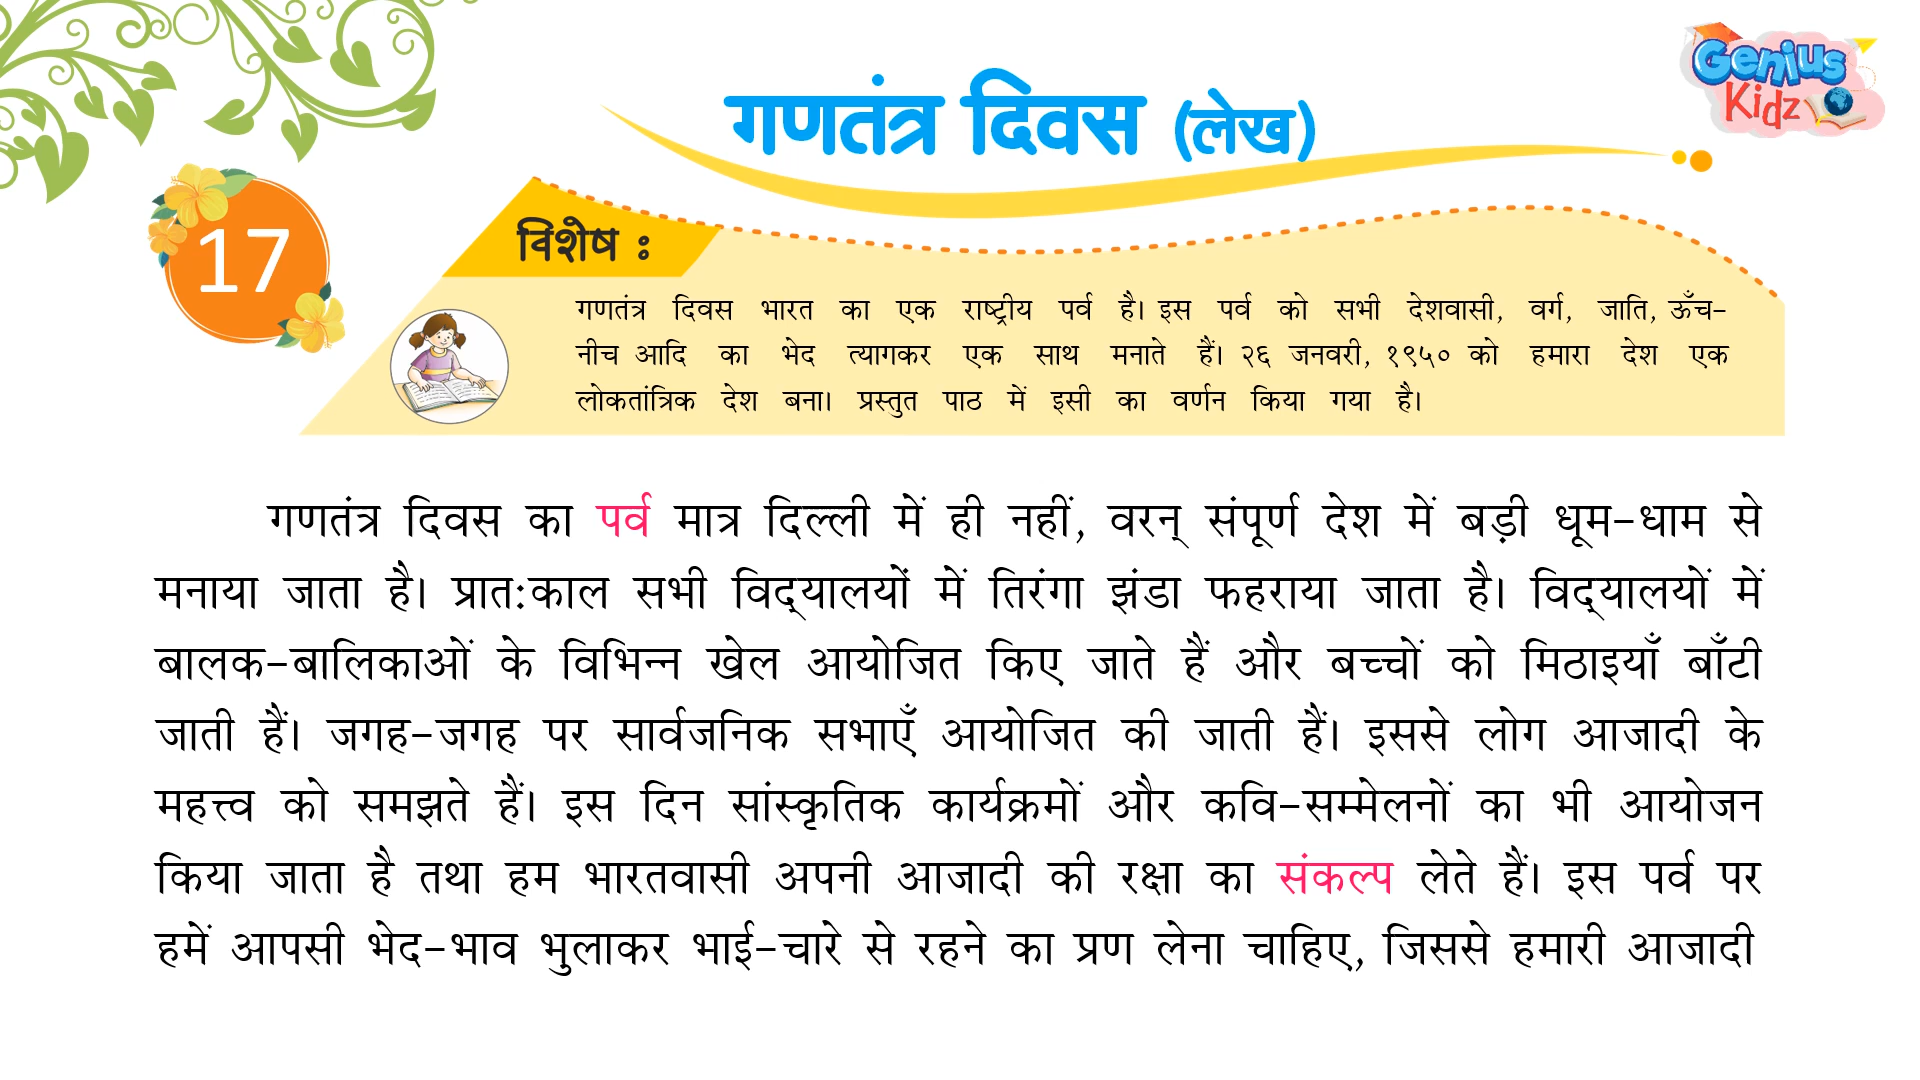 Genius
Kidz
गणतंत्र दिवस (लेख)
17
विशेष :
गणतंत्र दिवस भारत का एक राष्ट्रीय पर्व है। इस पर्व को सभी देशवासी, वर्ग, जाति, ऊँच-
नीच आदि का भेद त्यागकर एक साथ मनाते हैं। २६ जनवरी, १९५० को हमारा देश एक
लोकतांत्रिक देश बना। प्रस्तुत पाठ में इसी का वर्णन किया गया है।
गणतंत्र दिवस का पर्व मात्र दिल्ली में ही नहीं, वरन् संपूर्ण देश में बड़ी धूम-धाम से
मनाया जाता है। प्रात:काल सभी विद्‌यालयों में तिरंगा झंडा फहराया जाता है। विद्‌यालयों में
बालक-बालिकाओं के विभिन्न खेल आयोजित किए जाते हैं और बच्चों को मिठाइयाँ बाँटी
जाती हैं। जगह-जगह पर सार्वजनिक सभाएँ आयोजित की जाती हैं। इससे लोग आजादी के
महत्त्व को समझते हैं। इस दिन सांस्कृतिक कार्यक्रमों और कवि-सम्मेलनों का भी आयोजन
किया जाता है तथा हम भारतवासी अपनी आजादी की रक्षा का संकल्प लेते हैं। इस पर्व पर
हमें आपसी भेद-भाव भुलाकर भाई-चारे से रहने का प्रण लेना चाहिए, जिससे हमारी आजादी